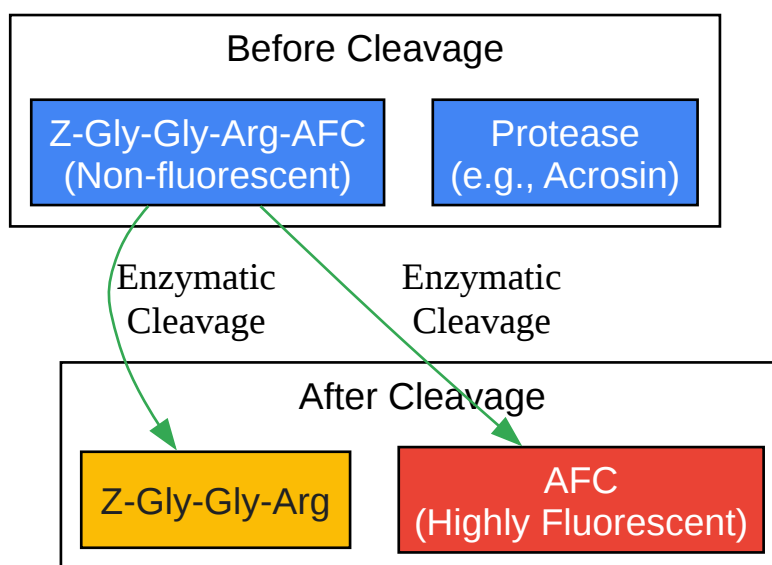 Before Cleavage
Z-Gly-Gly-Arg-AFC
(Non-fluorescent)
Protease
(e.g., Acrosin)
Enzymatic
Cleavage
Enzymatic
Cleavage
After Cleavage
Z-Gly-Gly-Arg
AFC
(Highly Fluorescent)